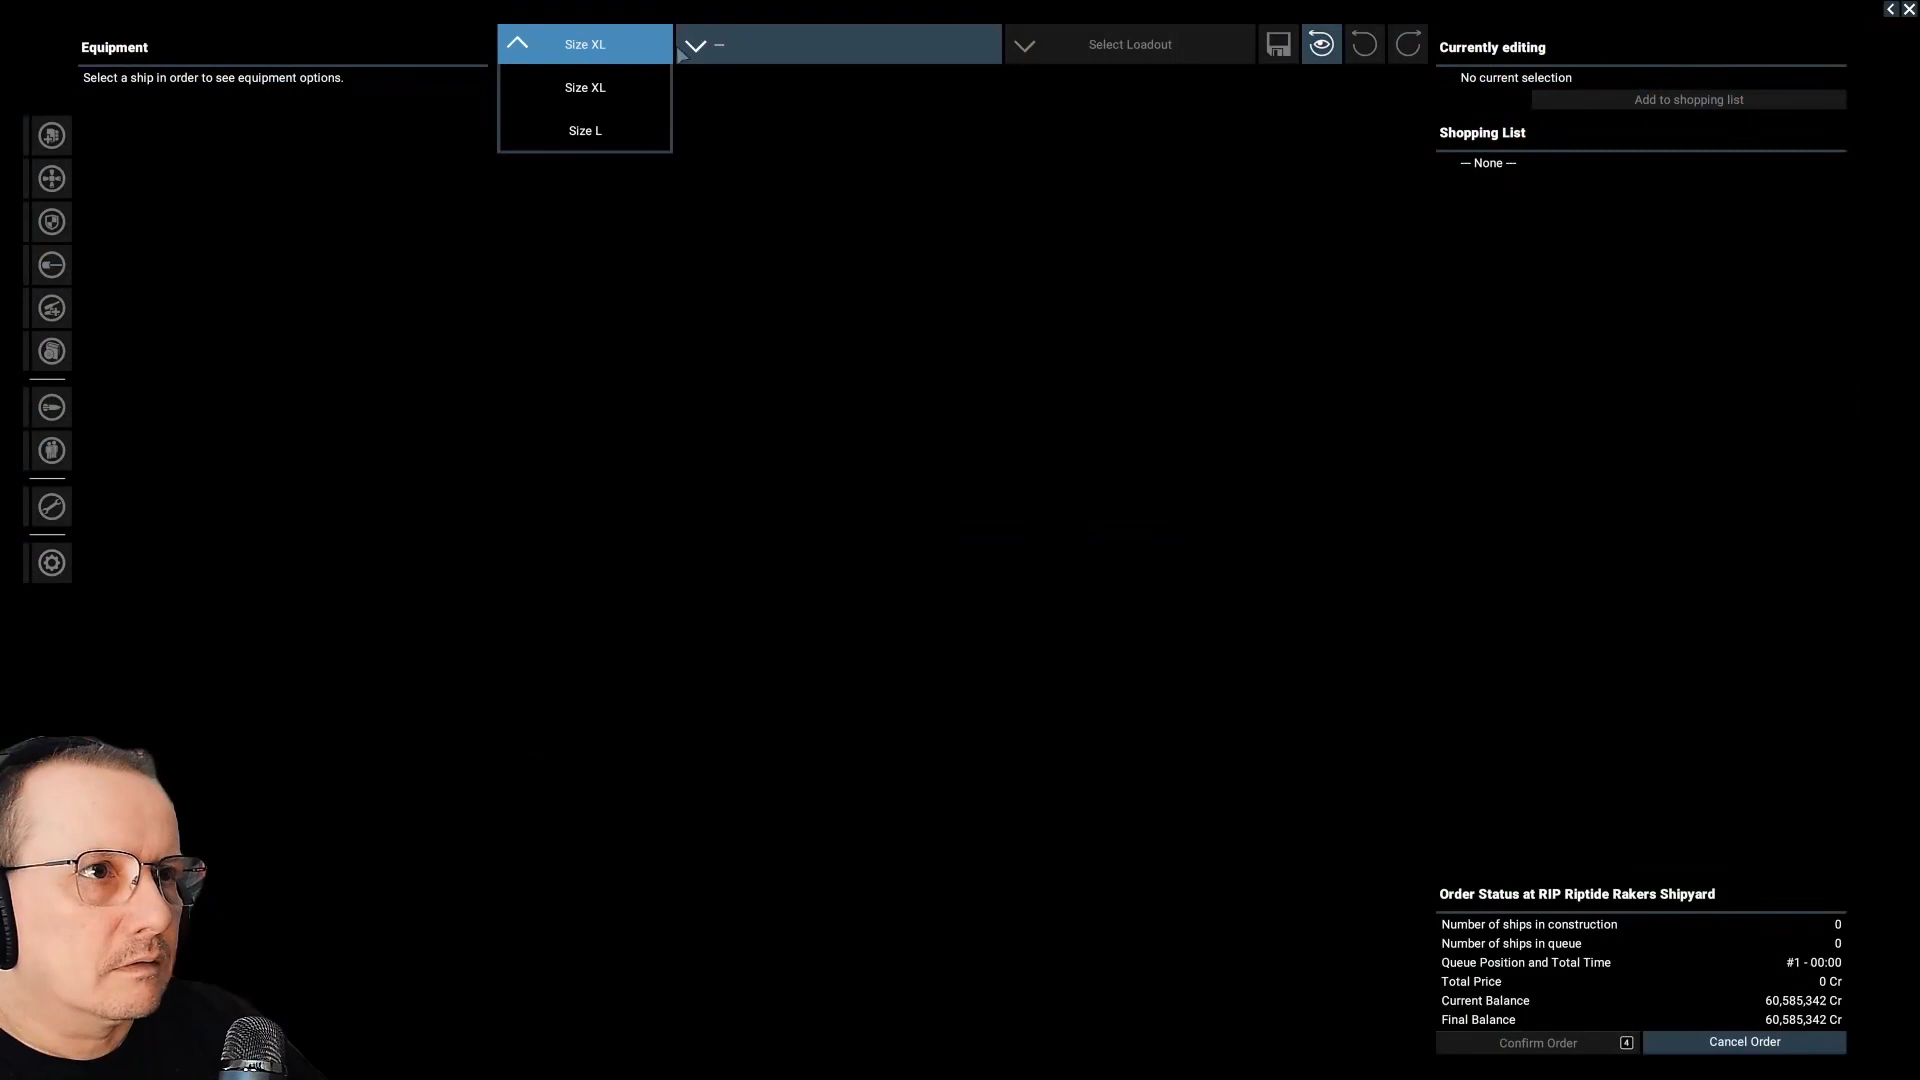 Equipment
Select a ship in order to see equipment options.
Size XL
Size XL
Size L
—
Select Loadout
Currently editing
No current selection
Add to shopping list
Shopping List
— None —
Order Status at RIP Riptide Rakers Shipyard
Number of ships in construction 0
Number of ships in queue 0
Queue Position and Total Time #1 - 00:00
Total Price 0 Cr
Current Balance 60,585,342 Cr
Final Balance 60,585,342 Cr
Confirm Order 4
Cancel Order